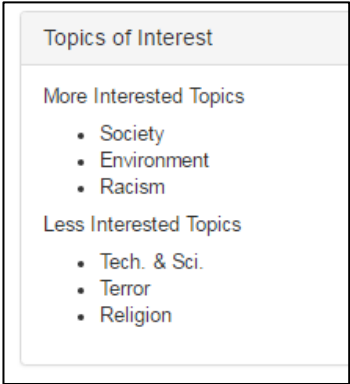 Topics of Interest
More Interested Topics
• Society
• Environment
• Racism
Less Interested Topics
• Tech. & Sci.
• Terror
• Religion